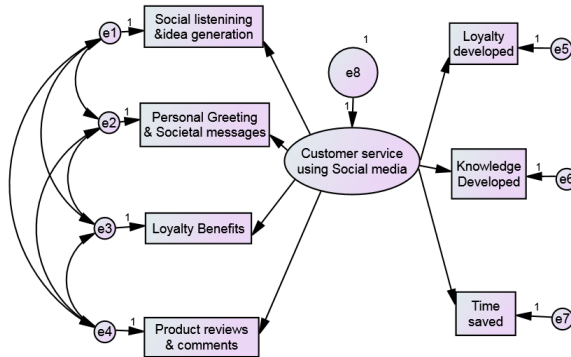 e1
1
Social listenining
&idea generation
e2
1
Personal Greeting
& Societal messages
e3
1
Loyalty Benefits
e4
1
Product reviews
& comments
1
e8
1
Customer service
using Social media
Loyalty
developed
1
e5
Knowledge
Developed
1
e6
Time
saved
1
e7